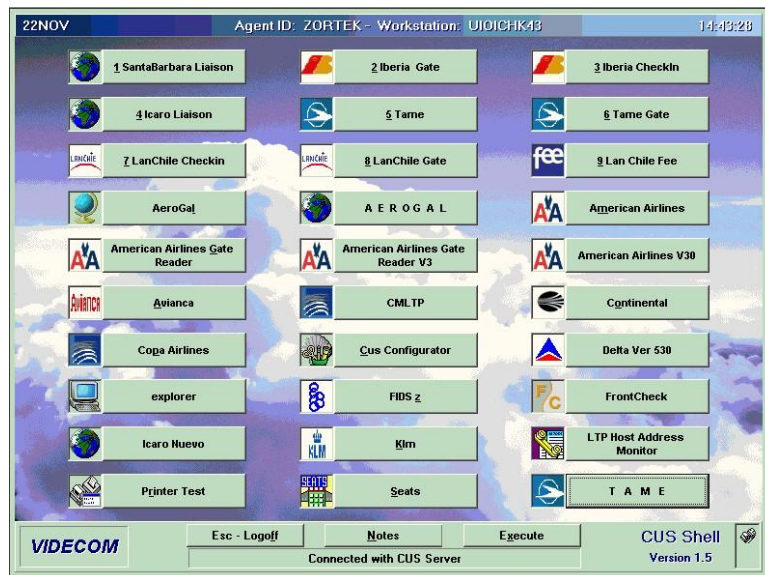 22NOV Agent ID: ZORTEK - Workstation: UIOICHK43 14:43:28
1 SantaBarbara Liaison
2 Iberia Gate
3 Iberia CheckIn
4 Icaro Liaison
5 Tame
6 Tame Gate
LANCHIE
7 LanChile Checkin
LANCHIE
8 LanChile Gate
fee
9 Lan Chile Fee
AeroGal
A E R O G A L
AA
American Airlines
AA
American Airlines Gate
Reader
AA
American Airlines Gate
Reader V3
AA
American Airlines V30
Avianca
Avianca
CMLTP
Continental
Copa Airlines
Cus Configurator
Delta Ver 530
explorer
FIDS z
F/C
FrontCheck
Icaro Nuevo
KLM
Klm
LTP Host Address
Monitor
Printer Test
SEATS
Seats
T A M E
VIDECOM
Esc - Logoff
Notes
Execute
Connected with CUS Server
CUS Shell
Version 1.5